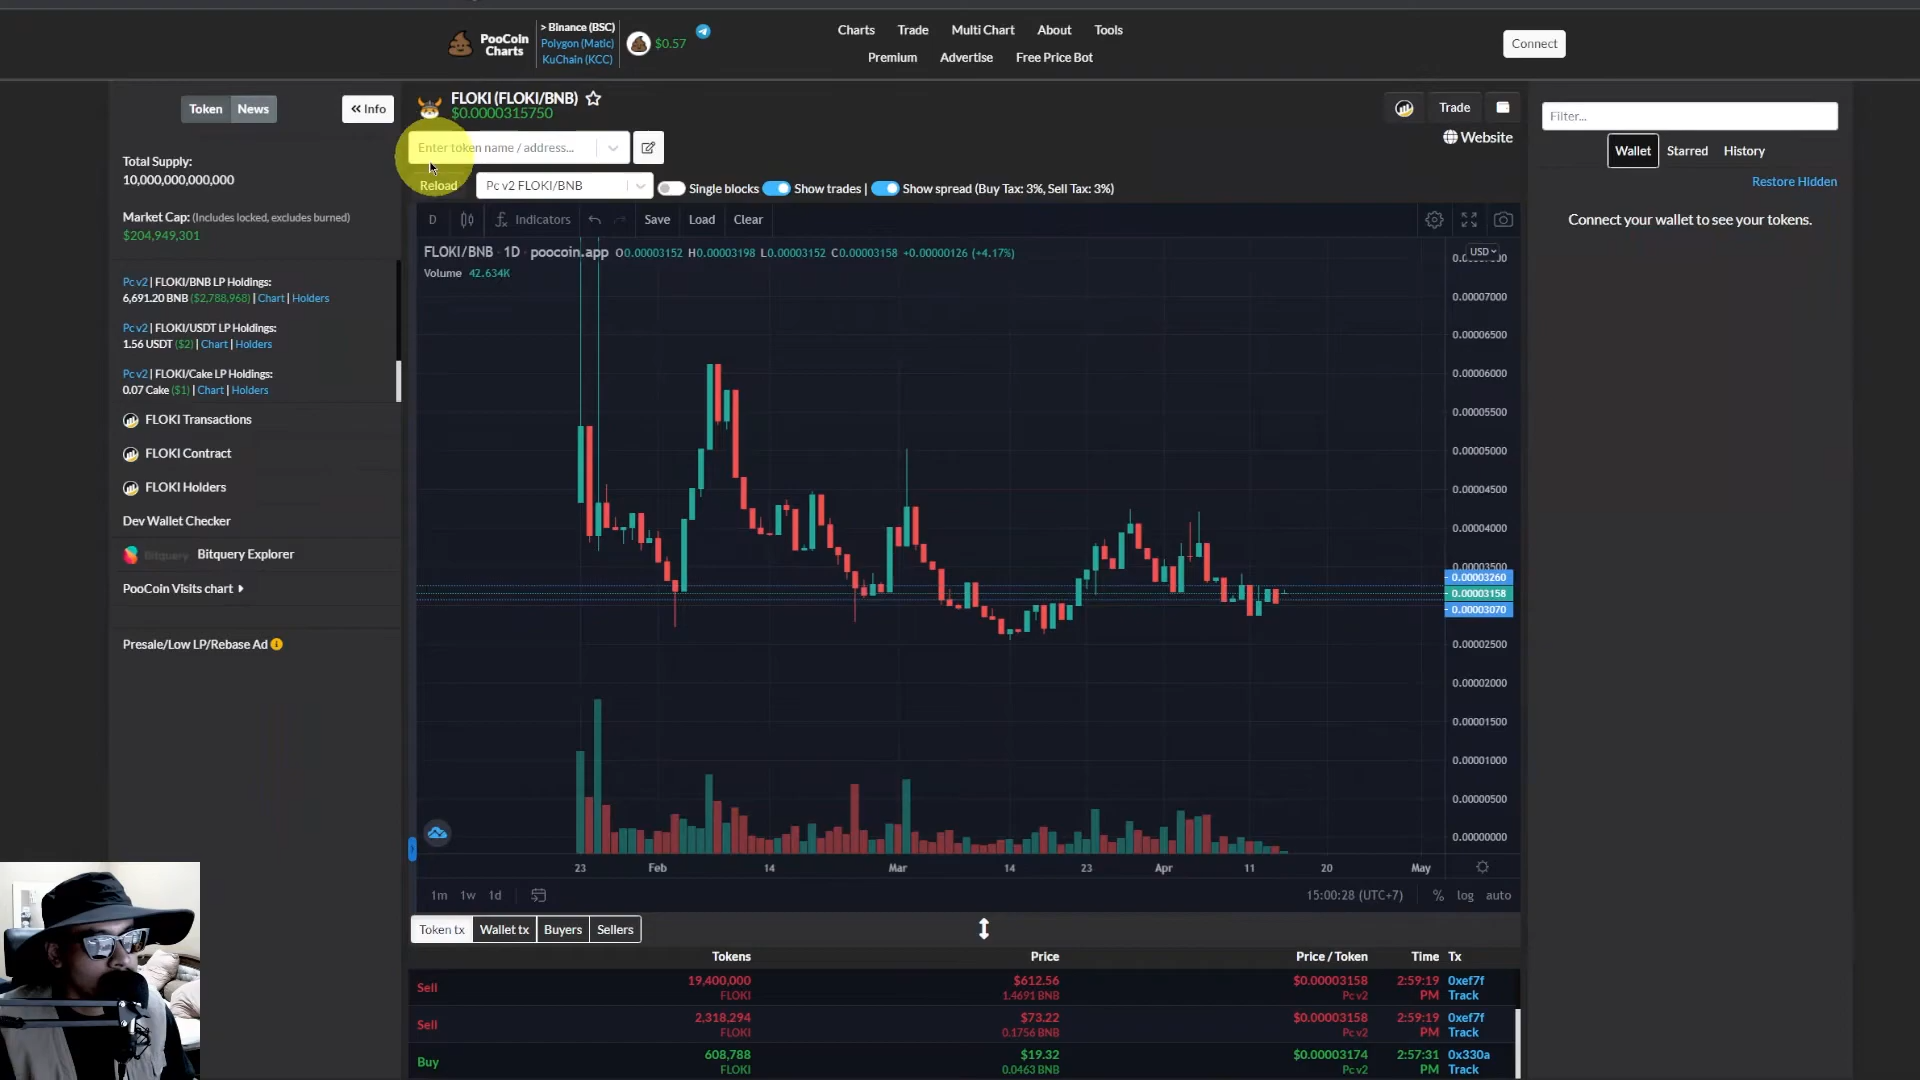 PooCoin
Charts
> Binance (BSC)
Polygon (Matic)
KuChain (KCC)
$0.57
Charts
Trade
Multi Chart
About
Tools
Premium
Advertise
Free Price Bot
Connect
Token
News
« Info
Total Supply:
10,000,000,000,000
Market Cap: (Includes locked, excludes burned)
$204,949,301
Pc v2 | FLOKI/BNB LP Holdings:
6,691.20 BNB ($2,788,968) | Chart | Holders
Pc v2 | FLOKI/USDT LP Holdings:
1.56 USDT ($2) | Chart | Holders
Pc v2 | FLOKI/Cake LP Holdings:
0.07 Cake ($1) | Chart | Holders
FLOKI Transactions
FLOKI Contract
FLOKI Holders
Dev Wallet Checker
Bitquery Bitquery Explorer
PooCoin Visits chart
Presale/Low LP/Rebase Ad
FLOKI (FLOKI/BNB)
$0.0000315750
Trade
Website
Enter token name / address...
Reload
Pc v2 FLOKI/BNB
Single blocks
Show trades |
Show spread (Buy Tax: 3%, Sell Tax: 3%)
D
Indicators
Save
Load
Clear
FLOKI/BNB · 1D · poocoin.app O0.00003152 H0.00003198 L0.00003152 C0.00003158 +0.00000126 (+4.17%)
Volume 42.634K
USD
0.00007000
0.00006500
0.00006000
0.00005500
0.00005000
0.00004500
0.00004000
0.00003500
0.00003260
0.00003158
0.00003070
0.00002500
0.00002000
0.00001500
0.00001000
0.00000500
0.00000000
23
Feb
14
Mar
14
23
Apr
11
20
May
1m
1w
1d
15:00:28 (UTC+7)
%
log
auto
Token tx
Wallet tx
Buyers
Sellers
Tokens
Price
Price / Token
Time
Tx
Sell
19,400,000
FLOKI
$612.56
1.4691 BNB
$0.00003158
Pc v2
2:59:19
PM
0xef7f
Track
Sell
2,318,294
FLOKI
$73.22
0.1756 BNB
$0.00003158
Pc v2
2:59:19
PM
0xef7f
Track
Buy
608,788
FLOKI
$19.32
0.0463 BNB
$0.00003174
Pc v2
2:57:31
PM
0x330a
Track
Filter...
Wallet
Starred
History
Restore Hidden
Connect your wallet to see your tokens.